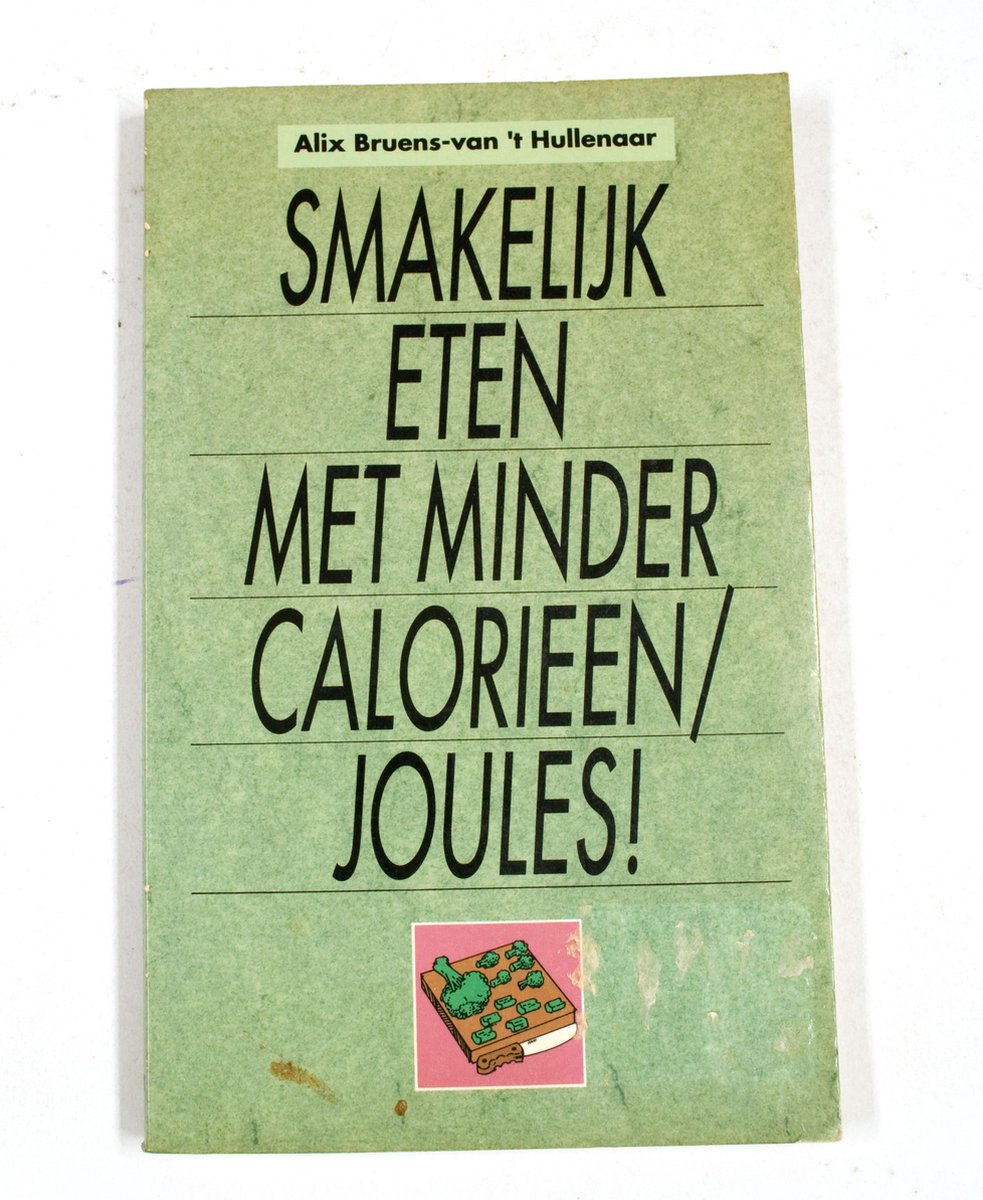 Alix Bruens-van 't Hullenaar
SMAKELIJK
ETEN
MET MINDER
CALORIEEN/
JOULES!